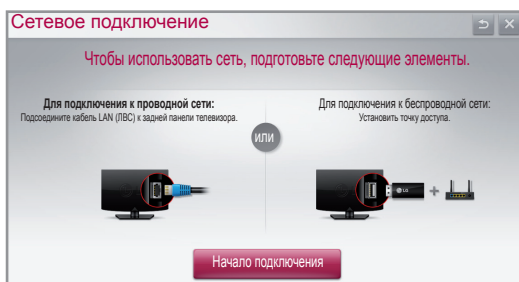 Сетевое подключение
Чтобы использовать сеть, подготовьте следующие элементы.
Для подключения к проводной сети:
Подсоедините кабель LAN (ЛВС) к задней панели телевизора.
или
Для подключения к беспроводной сети:
Установить точку доступа.
LG
Начало подключения